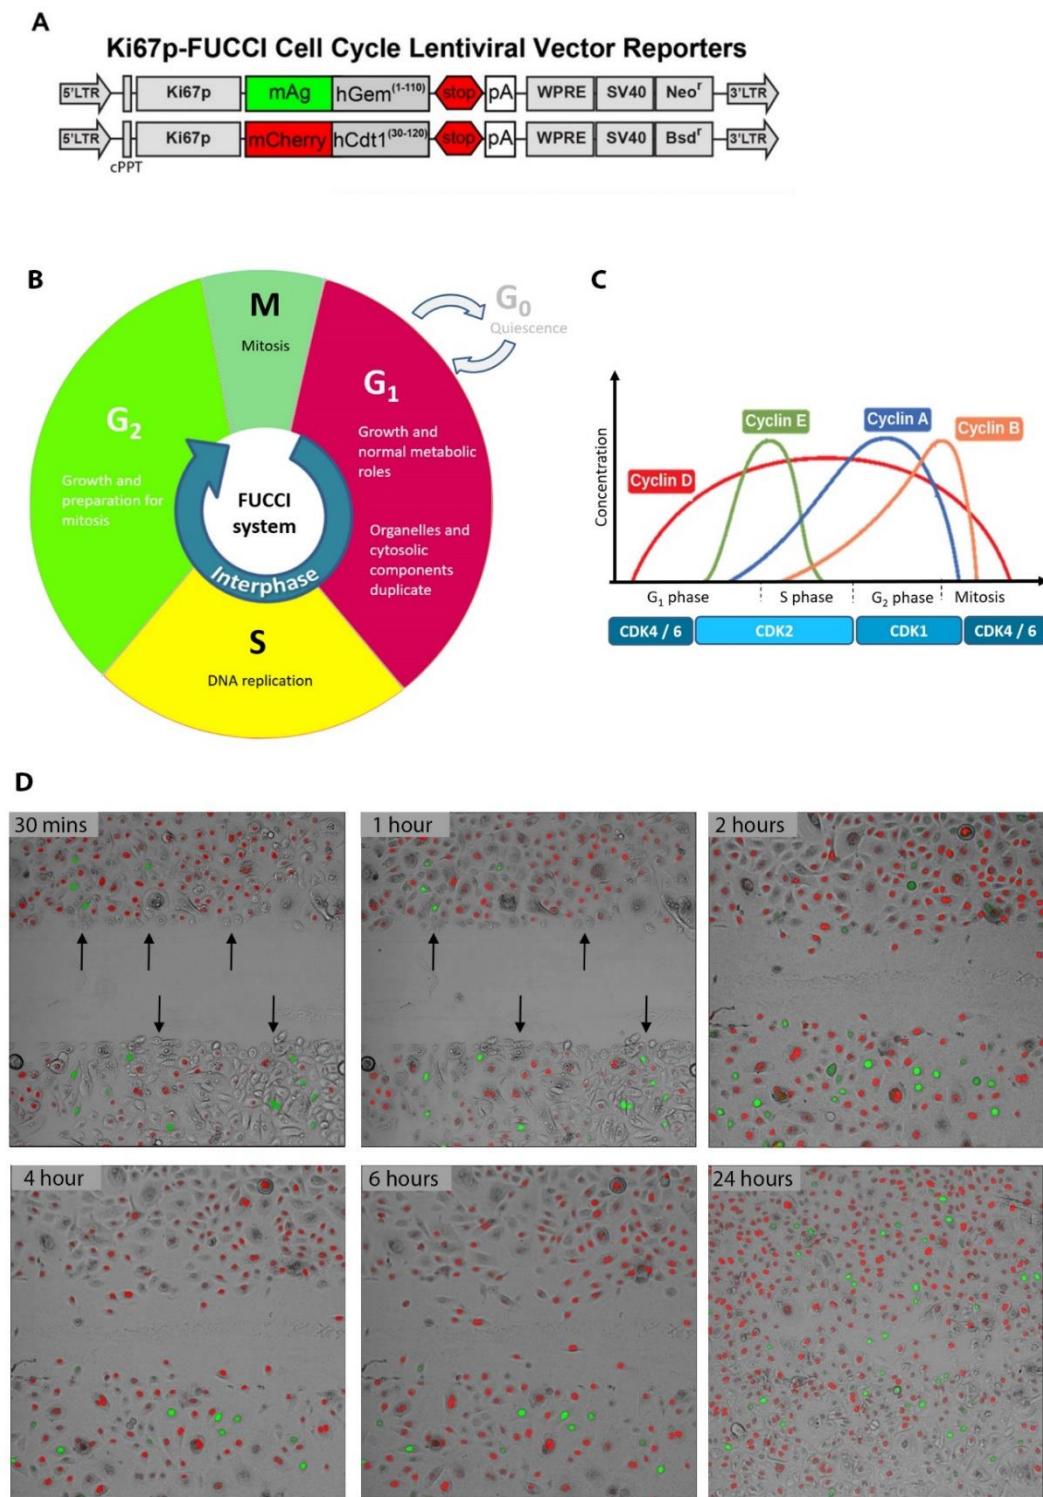 A
Ki67p-FUCCI Cell Cycle Lentiviral Vector Reporters
5'LTR Ki67p mAg hGem(1-110) stop pA WPRE SV40 Neoʳ 3'LTR
5'LTR Ki67p mCherry hCdt1(30-120) stop pA WPRE SV40 Bsdʳ 3'LTR
cPPT
B
M
Mitosis
G₀
Quiescence
G₁
Growth and
normal metabolic
roles
Organelles and
cytosolic
components
duplicate
G₂
Growth and
preparation for
mitosis
FUCCI
system
Interphase
S
DNA replication
C
Concentration
Cyclin D
Cyclin E
Cyclin A
Cyclin B
G₁ phase S phase G₂ phase Mitosis
CDK4 / 6 CDK2 CDK1 CDK4 / 6
D
30 mins
1 hour
2 hours
4 hour
6 hours
24 hours